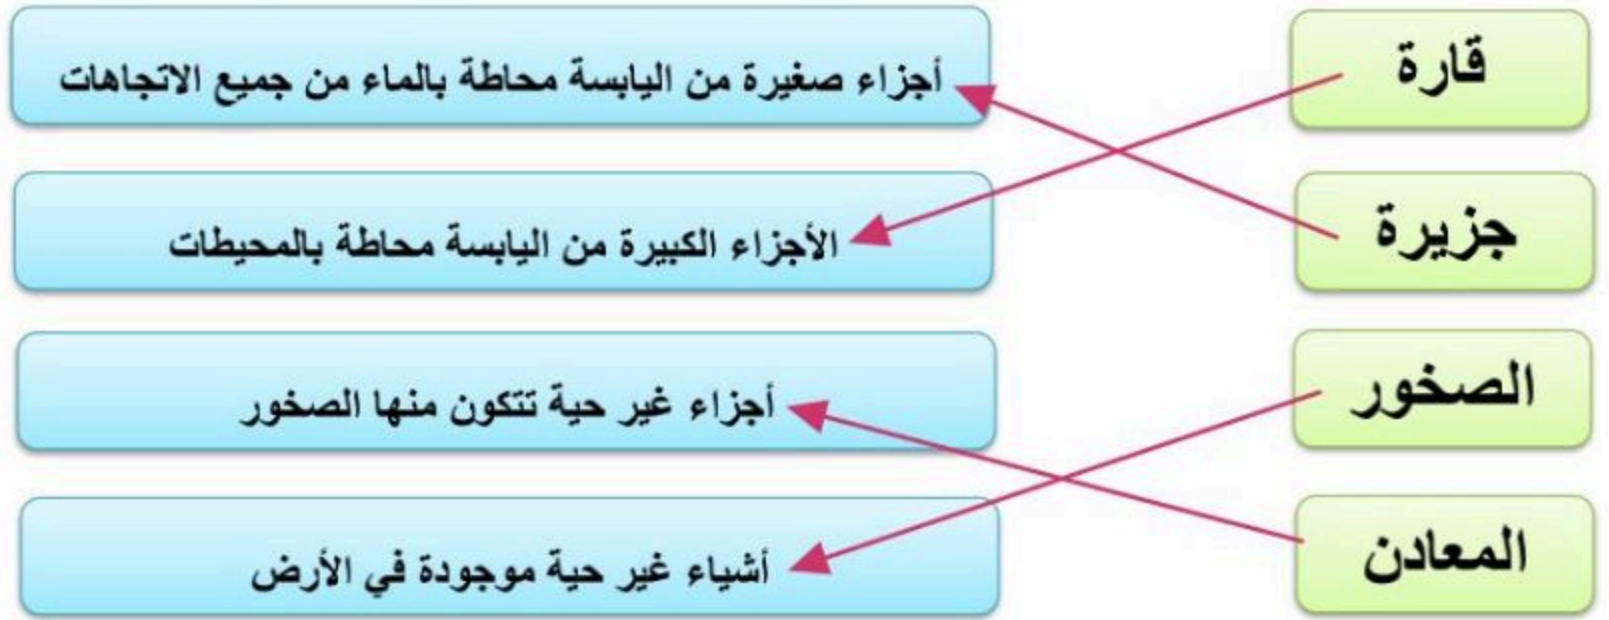 قارة
أجزاء صغيرة من اليابسة محاطة بالماء من جميع الاتجاهات
جزيرة
الأجزاء الكبيرة من اليابسة محاطة بالمحيطات
الصخور
أجزاء غير حية تتكون منها الصخور
المعادن
أشياء غير حية موجودة في الأرض